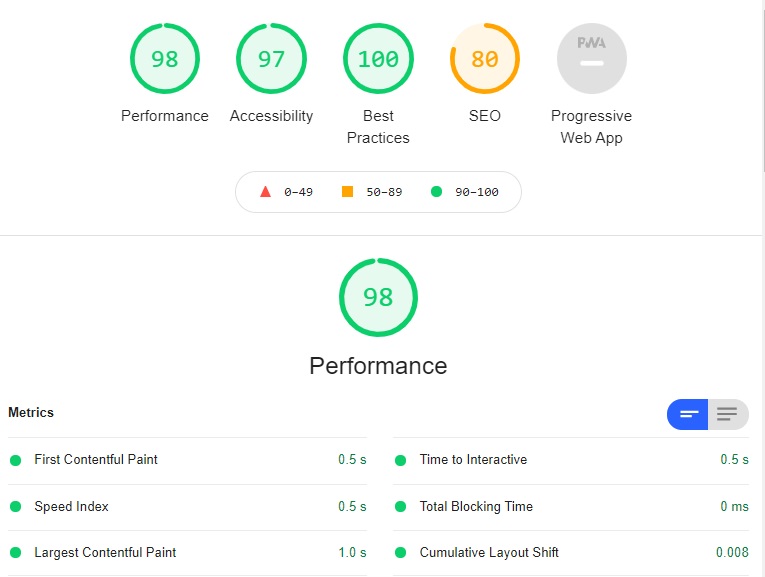 98 97 100 80 PWA
Performance Accessibility Best Practices SEO Progressive Web App
0–49 50–89 90–100
98
Performance
Metrics
First Contentful Paint 0.5 s
Time to Interactive 0.5 s
Speed Index 0.5 s
Total Blocking Time 0 ms
Largest Contentful Paint 1.0 s
Cumulative Layout Shift 0.008